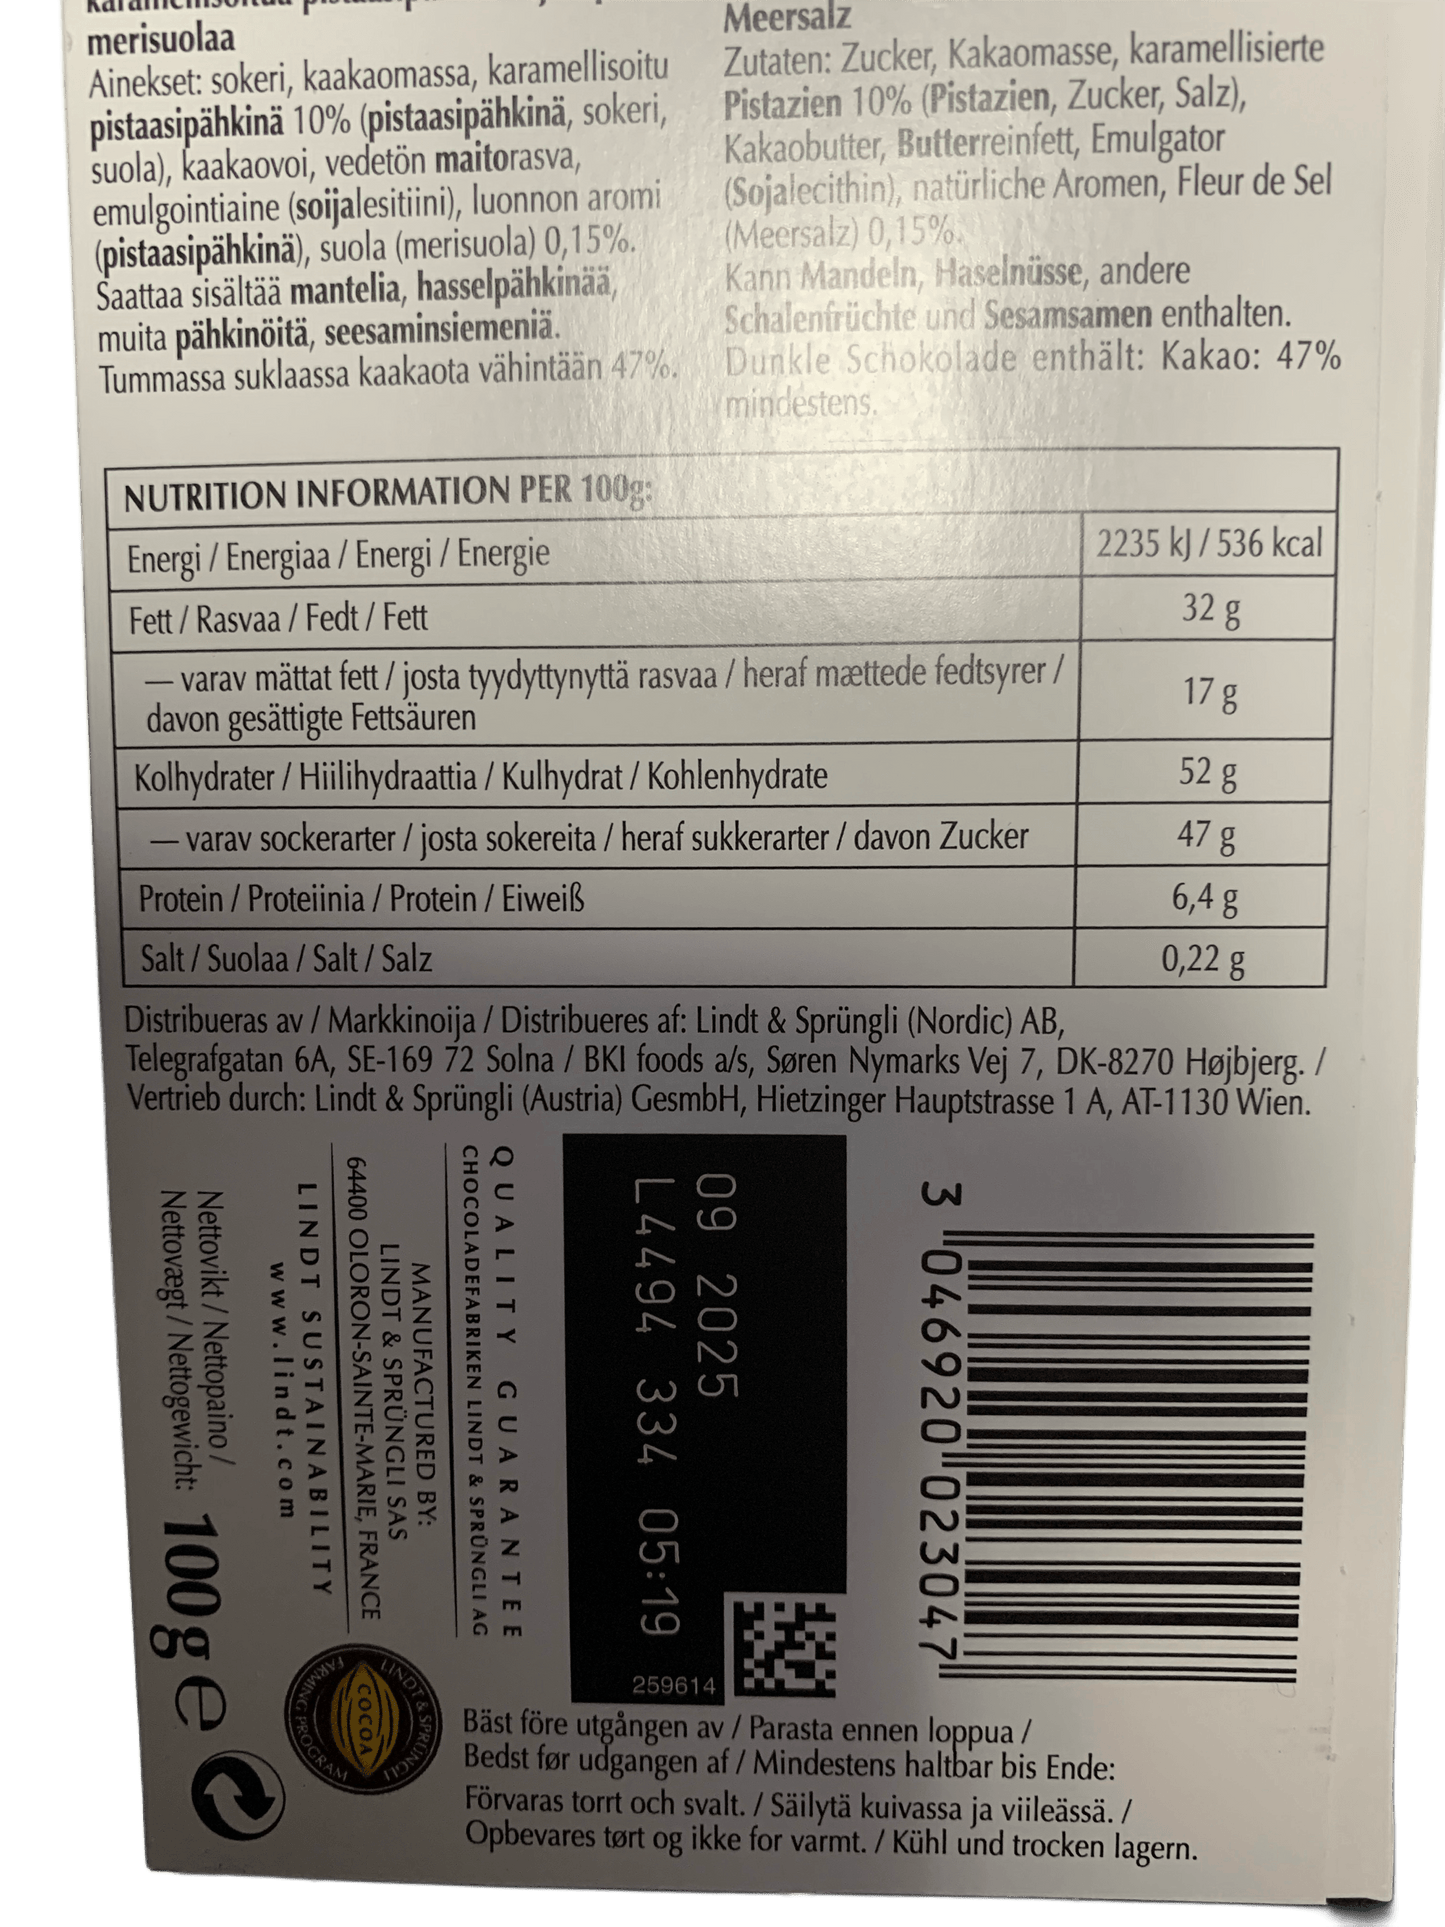 merisuolaa
Ainekset: sokeri, kaakaomassa, karamellisoitu
pistaasipähkinä 10% (pistaasipähkinä, sokeri,
suola), kaakaovoi, vedetön maitorasva,
emulgointiaine (soijalesitiini), luonnon aromi
(pistaasipähkinä), suola (merisuola) 0,15%.
Saattaa sisältää mantelia, hasselpähkinää,
muita pähkinöitä, seesaminsiemeniä.
Tummassa suklaassa kaakaota vähintään 47%.
Meersalz
Zutaten: Zucker, Kakaomasse, karamellisierte
Pistazien 10% (Pistazien, Zucker, Salz),
Kakaobutter, Butterreinfett, Emulgator
(Sojalecithin), natürliche Aromen, Fleur de Sel
(Meersalz) 0,15%.
Kann Mandeln, Haselnüsse, andere
Schalenfrüchte und Sesamsamen enthalten.
Dunkle Schokolade enthält: Kakao: 47%
mindestens.
NUTRITION INFORMATION PER 100g:
Energi / Energiaa / Energi / Energie 2235 kJ / 536 kcal
Fett / Rasvaa / Fedt / Fett 32 g
— varav mättat fett / josta tyydyttynyttä rasvaa / heraf mættede fedtsyrer /
davon gesättigte Fettsäuren 17 g
Kolhydrater / Hiilihydraattia / Kulhydrat / Kohlenhydrate 52 g
— varav sockerarter / josta sokereita / heraf sukkerarter / davon Zucker 47 g
Protein / Proteiinia / Protein / Eiweiß 6,4 g
Salt / Suolaa / Salt / Salz 0,22 g
Distribueras av / Markkinoija / Distribueres af: Lindt & Sprüngli (Nordic) AB,
Telegrafgatan 6A, SE-169 72 Solna / BKI foods a/s, Søren Nymarks Vej 7, DK-8270 Højbjerg. /
Vertrieb durch: Lindt & Sprüngli (Austria) GesmbH, Hietzinger Hauptstrasse 1 A, AT-1130 Wien.
3 046920 023047
09 2025
L4494 334 05:19
259614
QUALITY GUARANTEE
CHOCOLADEFABRIKEN LINDT & SPRÜNGLI AG
MANUFACTURED BY:
LINDT & SPRÜNGLI SAS
64400 OLORON-SAINTE-MARIE, FRANCE
LINDT SUSTAINABILITY
www.lindt.com
Nettovikt / Nettopaino /
Nettovægt / Nettogewicht: 100 g e
LINDT & SPRÜNGLI
COCOA
FARMING PROGRAM
Bäst före utgången av / Parasta ennen loppua /
Bedst før udgangen af / Mindestens haltbar bis Ende:
Förvaras torrt och svalt. / Säilytä kuivassa ja viileässä. /
Opbevares tørt og ikke for varmt. / Kühl und trocken lagern.